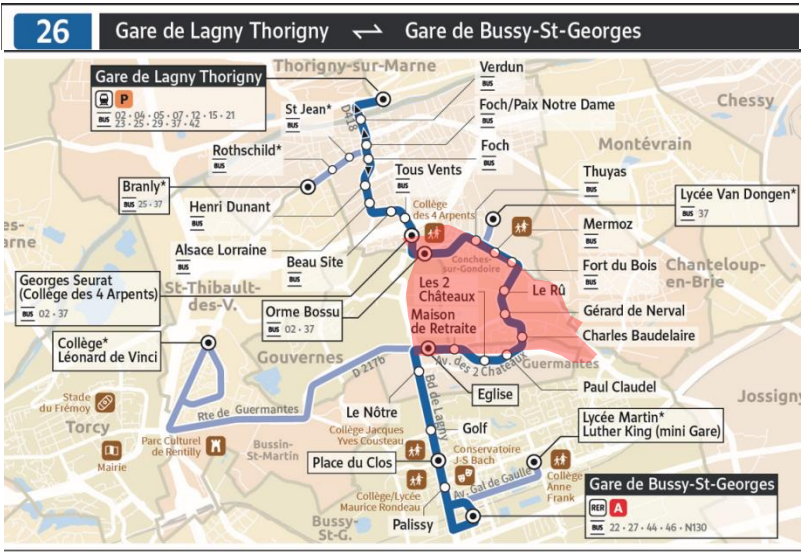 26 Gare de Lagny Thorigny ⇌ Gare de Bussy-St-Georges
Thorigny-sur-Marne
Verdun
BUS
Gare de Lagny Thorigny
P
BUS 02 · 04 · 05 · 07 · 12 · 15 · 21
23 · 25 · 29 · 37 · 42
D418
St Jean*
BUS
Foch/Paix Notre Dame
BUS
Chessy
Rothschild*
BUS
Foch
BUS
Montévrain
Tous Vents
BUS
Thuyas
BUS
Branly*
BUS 25 · 37
Lycée Van Dongen*
BUS 37
Henri Dunant
BUS
Collège
des 4 Arpents
Mermoz
BUS
Alsace Lorraine
BUS
Beau Site
BUS
Conches-
sur-Gondoire
Fort du Bois
BUS
Chanteloup-
en-Brie
Georges Seurat
(Collège des 4 Arpents)
BUS 02 · 37
St-Thibault-
des-V.
Orme Bossu
BUS 02 · 37
Les 2
Châteaux
Le Rû
Maison
de Retraite
Gérard de Nerval
Charles Baudelaire
Collège*
Léonard de Vinci
Gouvernes
D 217b
Av. des 2 Chateaux
Guermantes
Paul Claudel
Eglise
Jossigny
Stade
du Frémoy
Rte de Guermantes
Bd de Lagny
Le Nôtre
Torcy
Collège Jacques
Yves Cousteau
Golf
Lycée Martin*
Luther King (mini Gare)
Mairie
Parc Culturel
de Rentilly
Bussin-
St-Martin
Place du Clos
Conservatoire
J-S Bach
Av. Gal de Gaulle
Collège
Anne
Frank
Collège/Lycée
Maurice Rondeau
Gare de Bussy-St-Georges
RER A
BUS 22 · 27 · 44 · 46 · N130
Bussy-
St-G.
Palissy